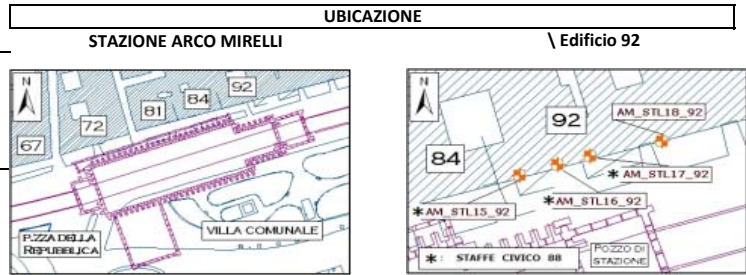 UBICAZIONE
STAZIONE ARCO MIRELLI
\ Edificio 92
N
67
72
81
84
92
P.ZZA DELLA
REPUBBLICA
VILLA COMUNALE
N
84
92
AM_STL18_92
* AM_STL17_92
*AM_STL16_92
*AM_STL15_92
POZZO DI
STAZIONE
*: STAFFE CIVICO 88